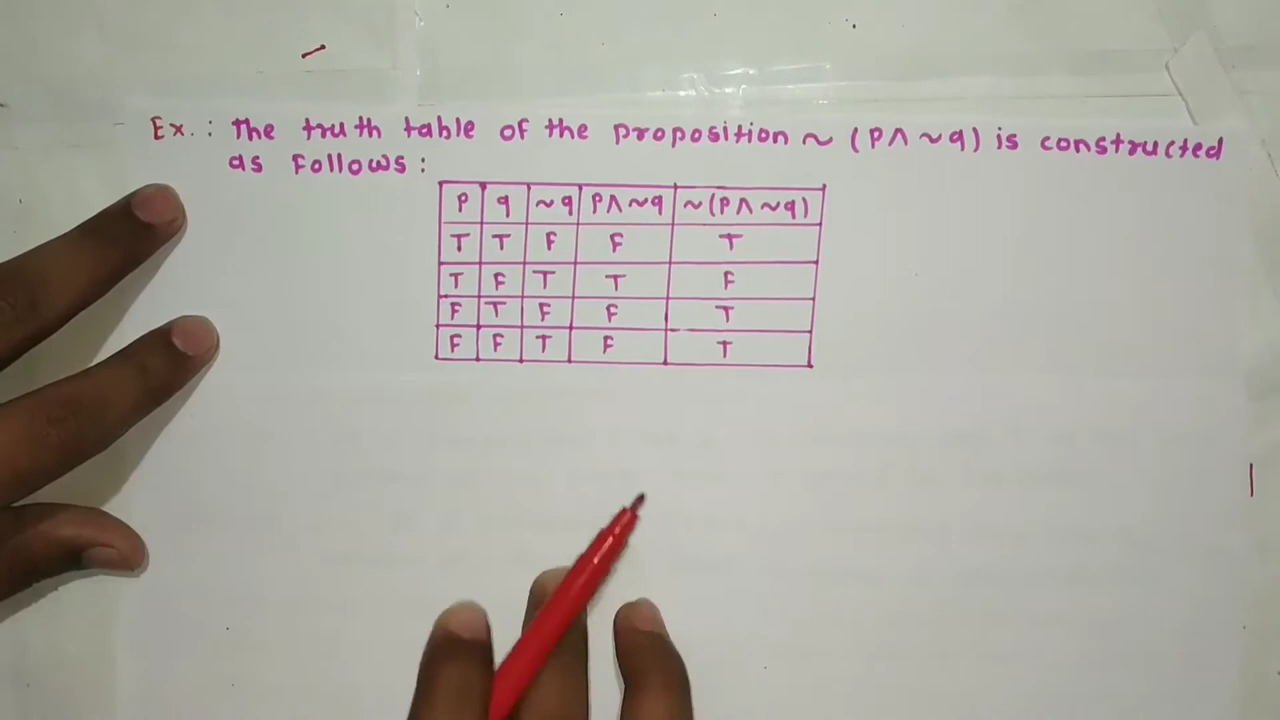 Ex. : The truth table of the proposition ~ (P∧ ~q) is constructed
as follows :
P q ~q P∧ ~q ~(P∧ ~q)
T T F F T
T F T T F
F T F F T
F F T F T